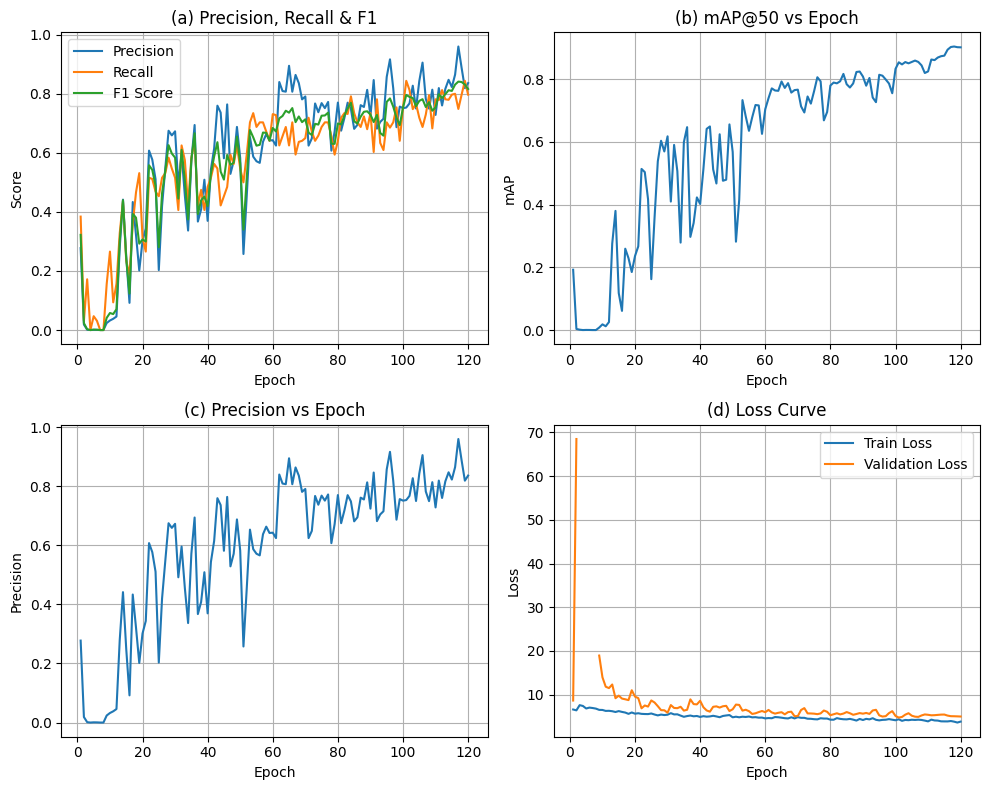 (a) Precision, Recall & F1
1.0
0.8
0.6
0.4
0.2
0.0
Score
Precision
Recall
F1 Score
0 20 40 60 80 100 120
Epoch
(b) mAP@50 vs Epoch
0.8
0.6
0.4
0.2
0.0
mAP
0 20 40 60 80 100 120
Epoch
(c) Precision vs Epoch
1.0
0.8
0.6
0.4
0.2
0.0
Precision
0 20 40 60 80 100 120
Epoch
(d) Loss Curve
70
60
50
40
30
20
10
Loss
Train Loss
Validation Loss
0 20 40 60 80 100 120
Epoch